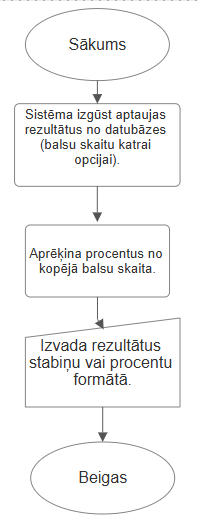 Sākums
Sistēma izgūst aptaujas
rezultātus no datubāzes
(balsu skaitu katrai
opcijai).
Aprēķina procentus no
kopējā balsu skaita.
Izvada rezultātus
stabiņu vai procentu
formātā.
Beigas